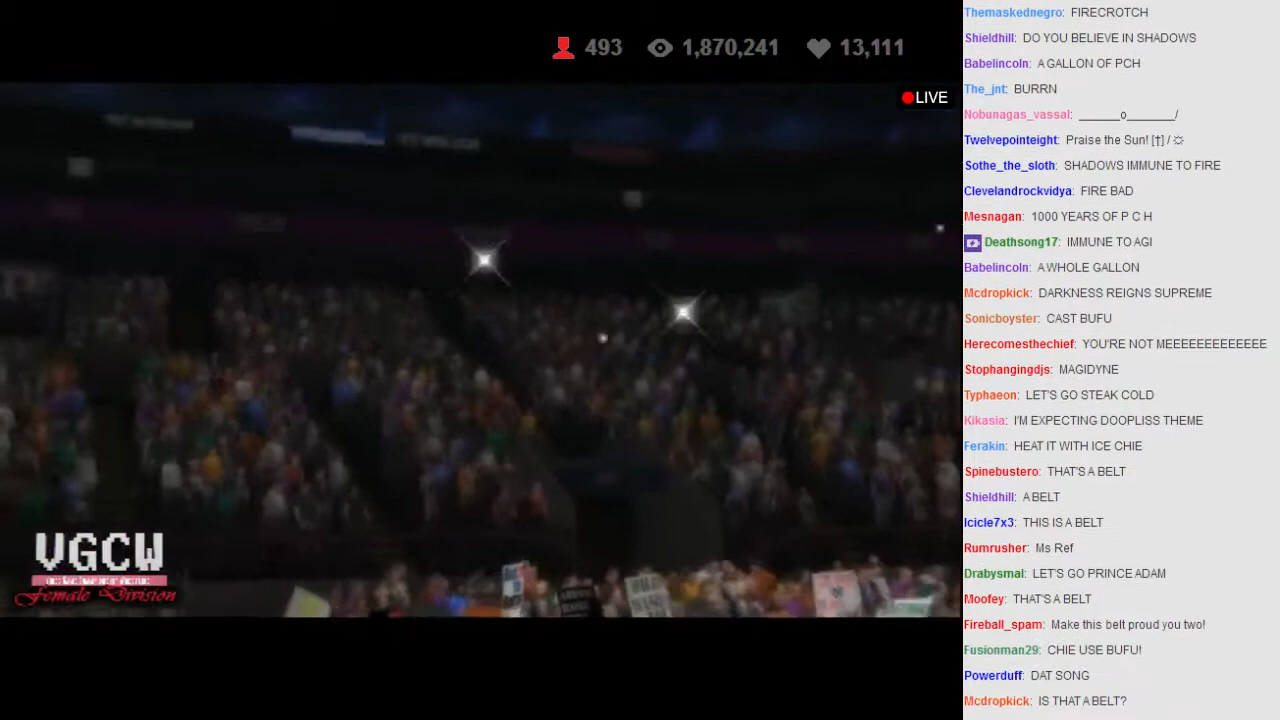 493 1,870,241 13,111
LIVE
VGCW
Female Division
Themaskednegro: FIRECROTCH
Shieldhill: DO YOU BELIEVE IN SHADOWS
Babelincoln: A GALLON OF PCH
The_jnt: BURRN
Nobunagas_vassal: ______o_______/
Twelvepointeight: Praise the Sun! [†] / ☼
Sothe_the_sloth: SHADOWS IMMUNE TO FIRE
Clevelandrockvidya: FIRE BAD
Mesnagan: 1000 YEARS OF P C H
Deathsong17: IMMUNE TO AGI
Babelincoln: A WHOLE GALLON
Mcdropkick: DARKNESS REIGNS SUPREME
Sonicboyster: CAST BUFU
Herecomesthechief: YOU'RE NOT MEEEEEEEEEEEEE
Stophangingdjs: MAGIDYNE
Typhaeon: LET'S GO STEAK COLD
Kikasia: I'M EXPECTING DOOPLISS THEME
Ferakin: HEAT IT WITH ICE CHIE
Spinebustero: THAT'S A BELT
Shieldhill: A BELT
Icicle7x3: THIS IS A BELT
Rumrusher: Ms Ref
Drabysmal: LET'S GO PRINCE ADAM
Moofey: THAT'S A BELT
Fireball_spam: Make this belt proud you two!
Fusionman29: CHIE USE BUFU!
Powerduff: DAT SONG
Mcdropkick: IS THAT A BELT?